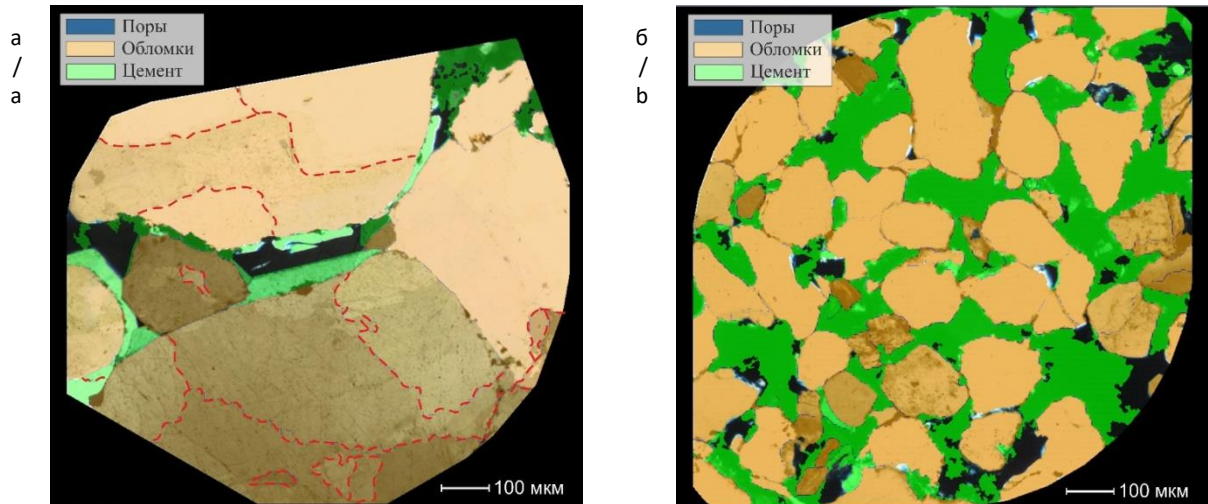 а
/
a
Поры
Обломки
Цемент
100 мкм
б
/
b
Поры
Обломки
Цемент
100 мкм